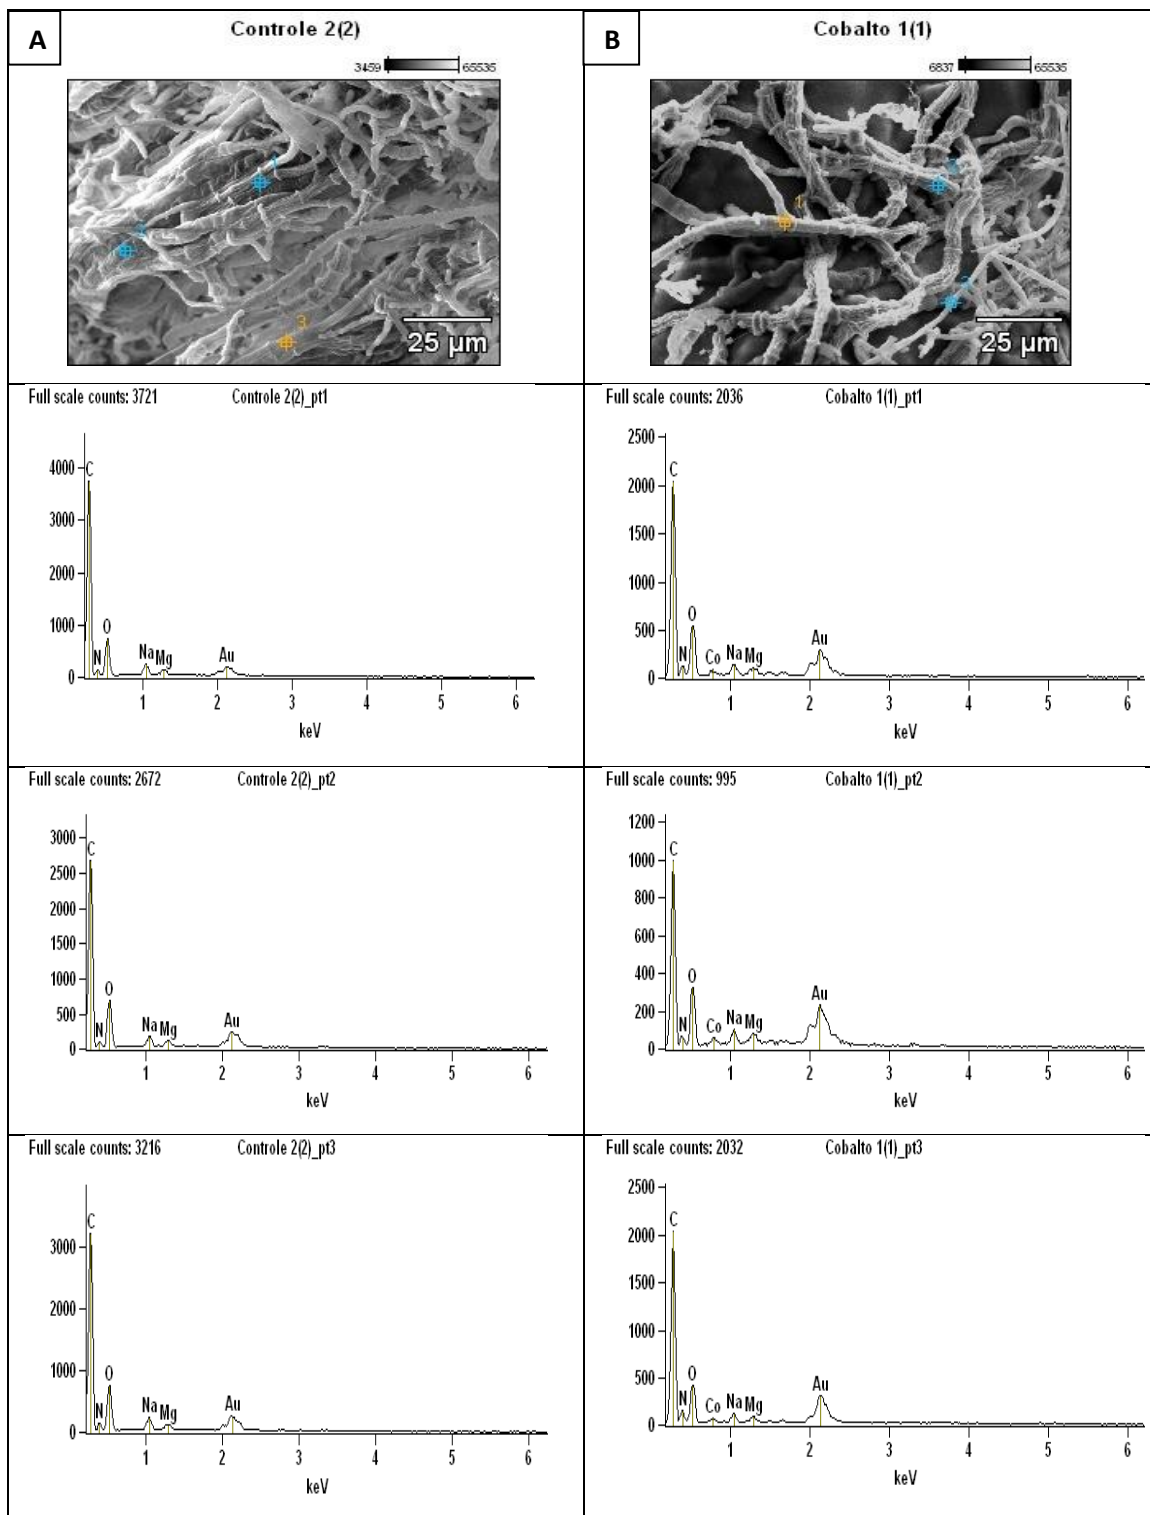 A
Controle 2(2)
3459 65535
1
2
3
25 µm
B
Cobalto 1(1)
6837 65535
1
25 µm
Full scale counts: 3721 Controle 2(2)_pt1
4000
3000
2000
1000
0
C
N
O
Na
Mg
Au
1 2 3 4 5 6
keV
Full scale counts: 2036 Cobalto 1(1)_pt1
2500
2000
1500
1000
500
0
C
N
O
Co
Na
Mg
Au
1 2 3 4 5 6
keV
Full scale counts: 2672 Controle 2(2)_pt2
3000
2500
2000
1500
1000
500
0
C
N
O
Na
Mg
Au
1 2 3 4 5 6
keV
Full scale counts: 995 Cobalto 1(1)_pt2
1200
1000
800
600
400
200
0
C
N
O
Co
Na
Mg
Au
1 2 3 4 5 6
keV
Full scale counts: 3216 Controle 2(2)_pt3
3000
2000
1000
0
C
N
O
Na
Mg
Au
1 2 3 4 5 6
keV
Full scale counts: 2032 Cobalto 1(1)_pt3
2500
2000
1500
1000
500
0
C
N
O
Co
Na
Mg
Au
1 2 3 4 5 6
keV